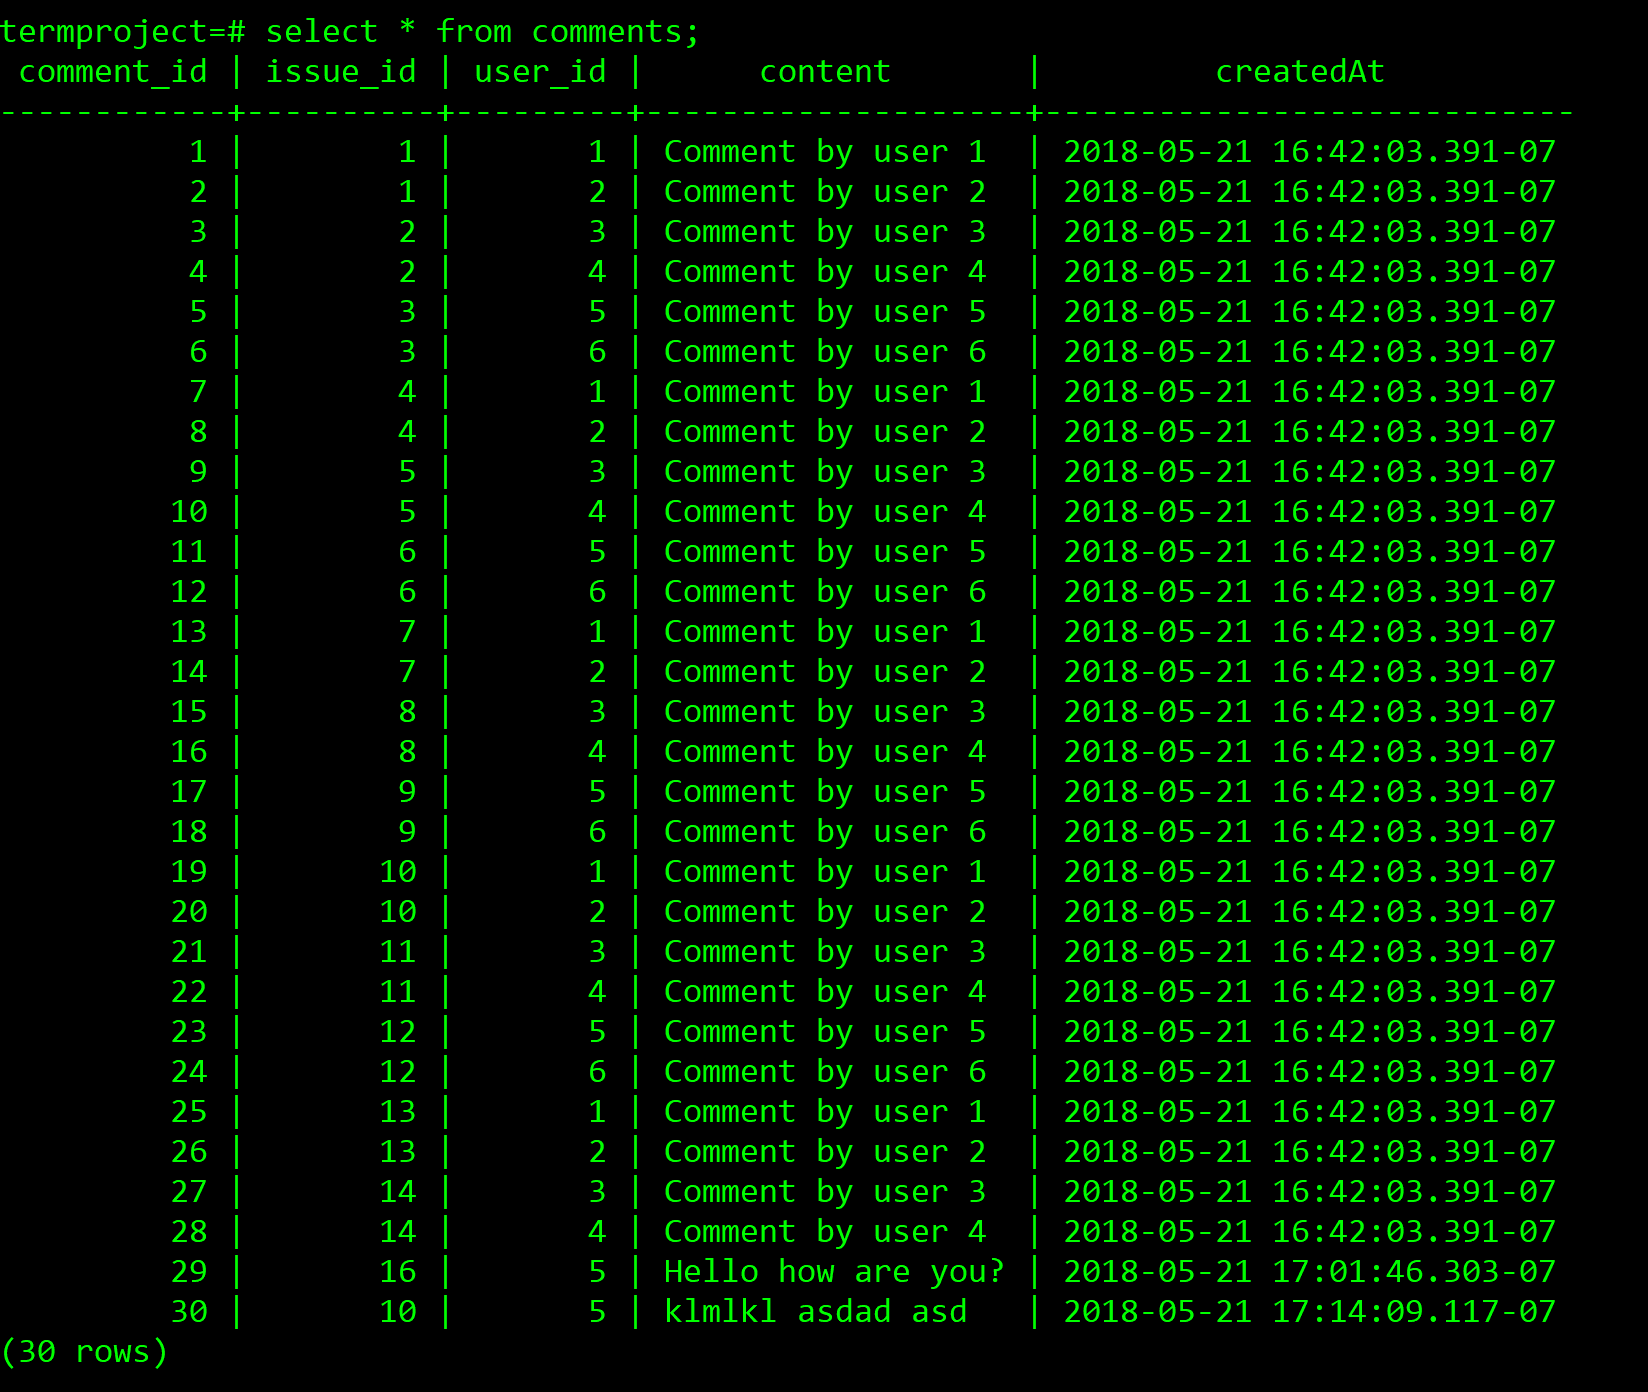 termproject=# select * from comments;
 comment_id | issue_id | user_id |      content       |         createdAt
------------+----------+---------+--------------------+----------------------------
          1 |        1 |       1 | Comment by user 1  | 2018-05-21 16:42:03.391-07
          2 |        1 |       2 | Comment by user 2  | 2018-05-21 16:42:03.391-07
          3 |        2 |       3 | Comment by user 3  | 2018-05-21 16:42:03.391-07
          4 |        2 |       4 | Comment by user 4  | 2018-05-21 16:42:03.391-07
          5 |        3 |       5 | Comment by user 5  | 2018-05-21 16:42:03.391-07
          6 |        3 |       6 | Comment by user 6  | 2018-05-21 16:42:03.391-07
          7 |        4 |       1 | Comment by user 1  | 2018-05-21 16:42:03.391-07
          8 |        4 |       2 | Comment by user 2  | 2018-05-21 16:42:03.391-07
          9 |        5 |       3 | Comment by user 3  | 2018-05-21 16:42:03.391-07
         10 |        5 |       4 | Comment by user 4  | 2018-05-21 16:42:03.391-07
         11 |        6 |       5 | Comment by user 5  | 2018-05-21 16:42:03.391-07
         12 |        6 |       6 | Comment by user 6  | 2018-05-21 16:42:03.391-07
         13 |        7 |       1 | Comment by user 1  | 2018-05-21 16:42:03.391-07
         14 |        7 |       2 | Comment by user 2  | 2018-05-21 16:42:03.391-07
         15 |        8 |       3 | Comment by user 3  | 2018-05-21 16:42:03.391-07
         16 |        8 |       4 | Comment by user 4  | 2018-05-21 16:42:03.391-07
         17 |        9 |       5 | Comment by user 5  | 2018-05-21 16:42:03.391-07
         18 |        9 |       6 | Comment by user 6  | 2018-05-21 16:42:03.391-07
         19 |       10 |       1 | Comment by user 1  | 2018-05-21 16:42:03.391-07
         20 |       10 |       2 | Comment by user 2  | 2018-05-21 16:42:03.391-07
         21 |       11 |       3 | Comment by user 3  | 2018-05-21 16:42:03.391-07
         22 |       11 |       4 | Comment by user 4  | 2018-05-21 16:42:03.391-07
         23 |       12 |       5 | Comment by user 5  | 2018-05-21 16:42:03.391-07
         24 |       12 |       6 | Comment by user 6  | 2018-05-21 16:42:03.391-07
         25 |       13 |       1 | Comment by user 1  | 2018-05-21 16:42:03.391-07
         26 |       13 |       2 | Comment by user 2  | 2018-05-21 16:42:03.391-07
         27 |       14 |       3 | Comment by user 3  | 2018-05-21 16:42:03.391-07
         28 |       14 |       4 | Comment by user 4  | 2018-05-21 16:42:03.391-07
         29 |       16 |       5 | Hello how are you? | 2018-05-21 17:01:46.303-07
         30 |       10 |       5 | klmlkl asdad asd   | 2018-05-21 17:14:09.117-07
(30 rows)